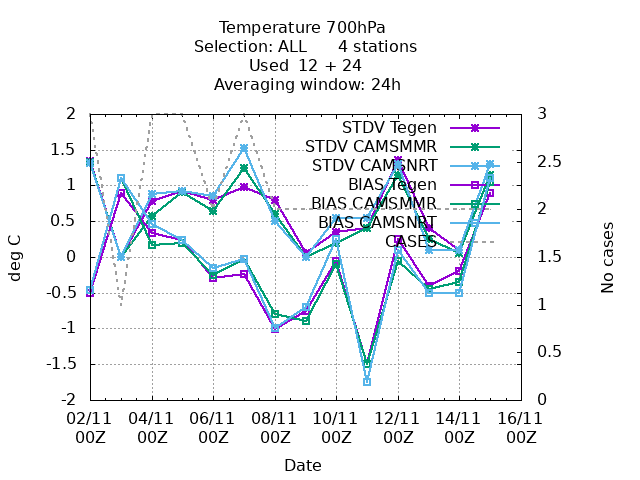 Temperature 700hPa
Selection: ALL      4 stations
Used  12 + 24
Averaging window: 24h
2
1.5
1
0.5
0
-0.5
-1
-1.5
-2
deg C
3
2.5
2
1.5
1
0.5
0
No cases
STDV Tegen
STDV CAMSMMR
STDV CAMSNRT
BIAS Tegen
BIAS CAMSMMR
BIAS CAMSNRT
CASES
02/11 04/11 06/11 08/11 10/11 12/11 14/11 16/11
00Z 00Z 00Z 00Z 00Z 00Z 00Z 00Z
Date